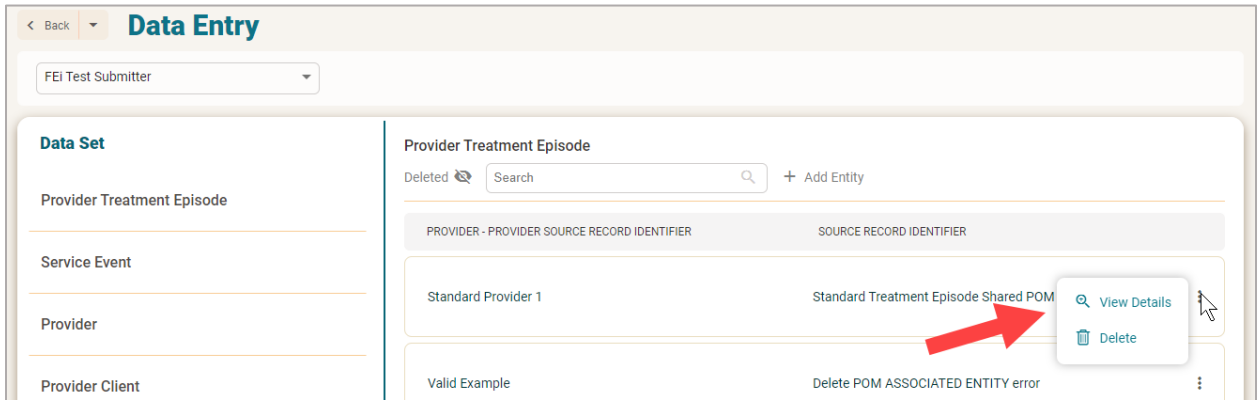 Back
Data Entry
FEi Test Submitter
Data Set
Provider Treatment Episode
Service Event
Provider
Provider Client
Provider Treatment Episode
Deleted
Search
+ Add Entity
PROVIDER - PROVIDER SOURCE RECORD IDENTIFIER
SOURCE RECORD IDENTIFIER
Standard Provider 1
Standard Treatment Episode Shared POM
View Details
Delete
Valid Example
Delete POM ASSOCIATED ENTITY error